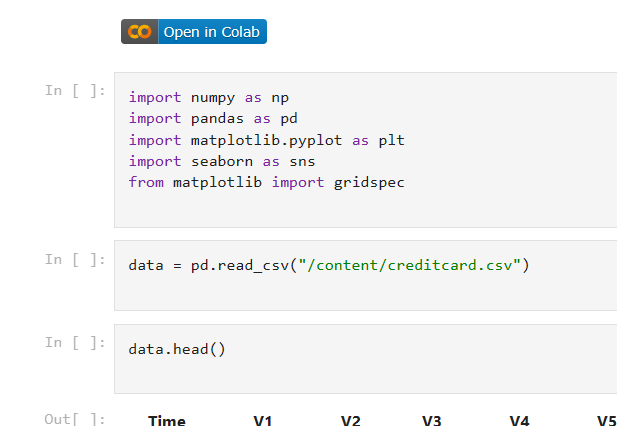 Open in Colab
In [ ]:
import numpy as np
import pandas as pd
import matplotlib.pyplot as plt
import seaborn as sns
from matplotlib import gridspec
In [ ]:
data = pd.read_csv("/content/creditcard.csv")
In [ ]:
data.head()
Out[ ]:
Time V1 V2 V3 V4 V5